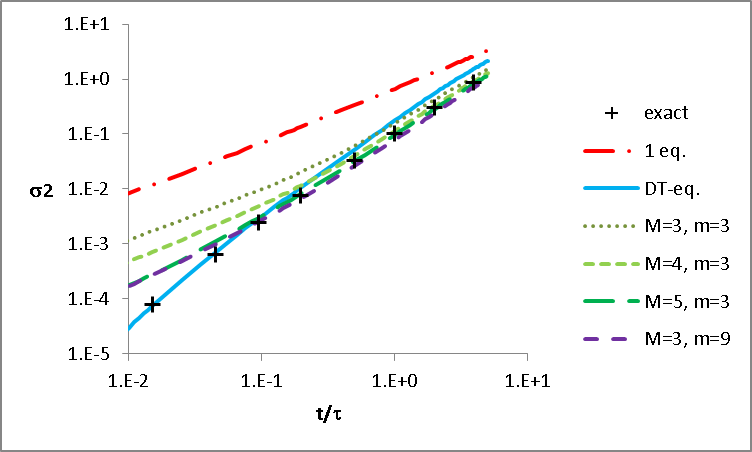 1.E+1
1.E+0
1.E-1
1.E-2
1.E-3
1.E-4
1.E-5
σ2
1.E-2 1.E-1 1.E+0 1.E+1
t/τ
exact
1 eq.
DT-eq.
M=3, m=3
M=4, m=3
M=5, m=3
M=3, m=9